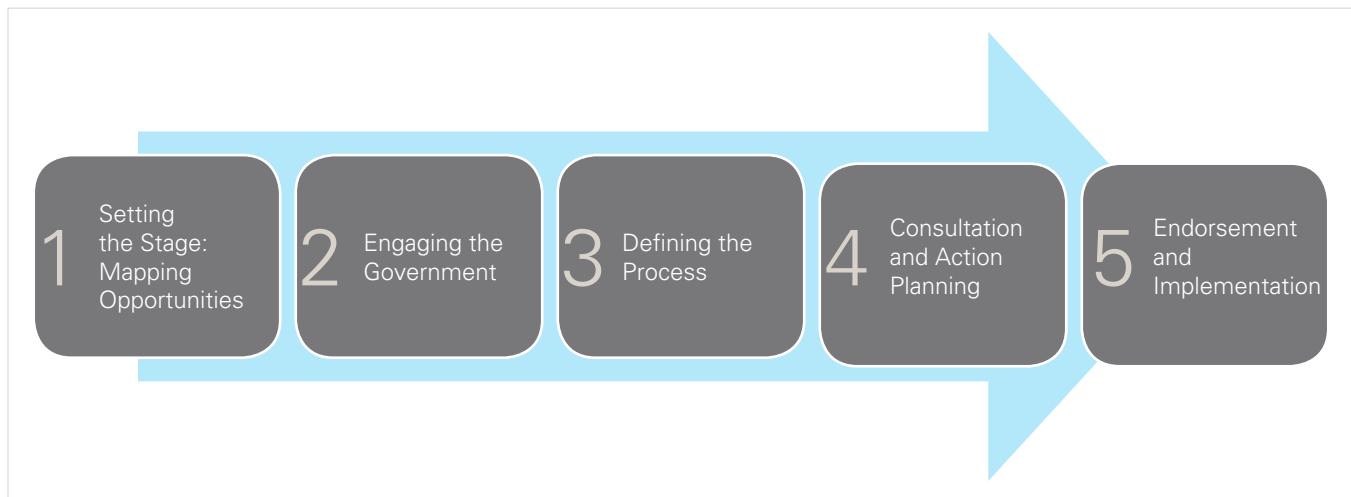 1
Setting
the Stage:
Mapping
Opportunities
2
Engaging the
Government
3
Defining the
Process
4
Consultation
and Action
Planning
5
Endorsement
and
Implementation